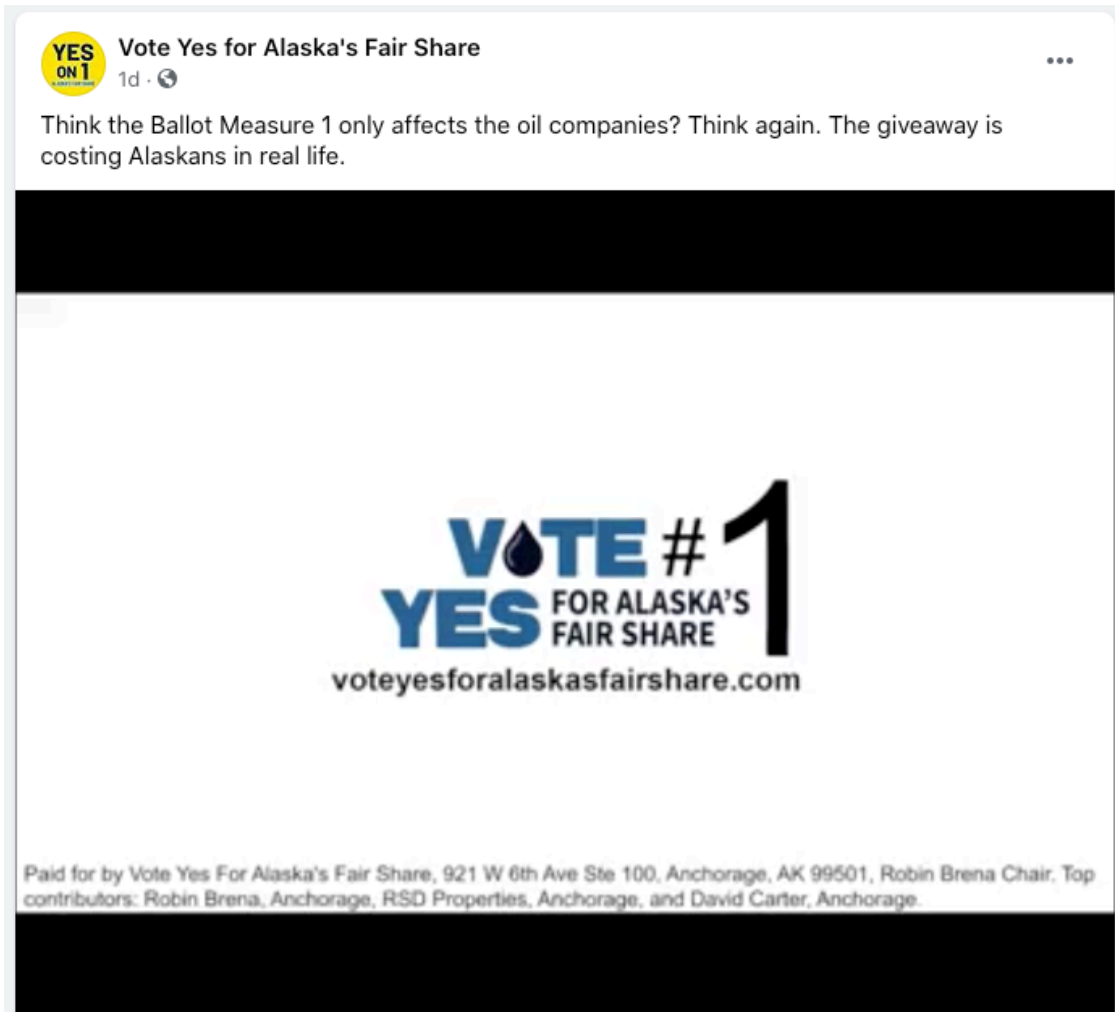 YES
ON 1
Vote Yes for Alaska's Fair Share
1d ·
Think the Ballot Measure 1 only affects the oil companies? Think again. The giveaway is
costing Alaskans in real life.
VOTE #1
YES FOR ALASKA'S
FAIR SHARE
voteyesforalaskasfairshare.com
Paid for by Vote Yes For Alaska's Fair Share, 921 W 6th Ave Ste 100, Anchorage, AK 99501, Robin Brena Chair. Top
contributors: Robin Brena, Anchorage, RSD Properties, Anchorage, and David Carter, Anchorage.